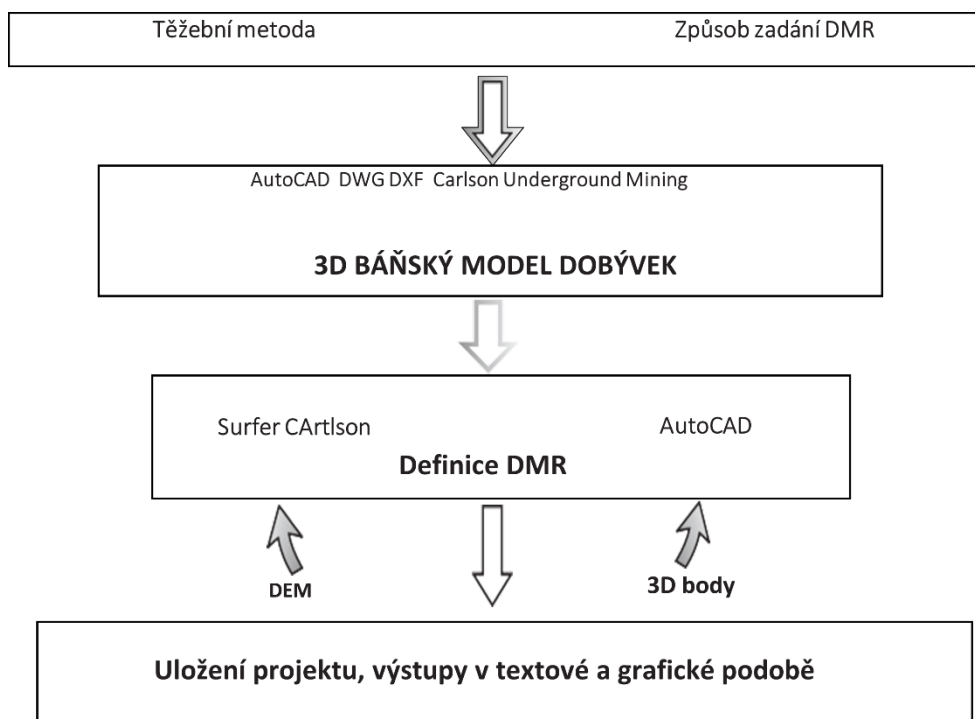 Těžební metoda Způsob zadání DMR
AutoCAD DWG DXF Carlson Underground Mining
3D BÁŇSKÝ MODEL DOBÝVEK
Surfer CArtlson AutoCAD
Definice DMR
DEM 3D body
Uložení projektu, výstupy v textové a grafické podobě